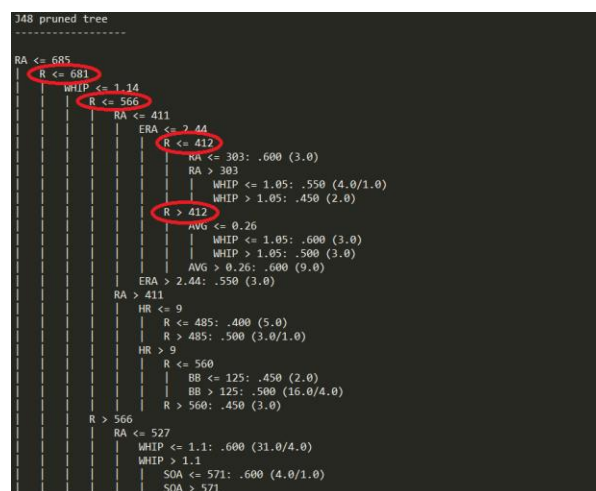 J48 pruned tree
------------------
RA <= 685
|   R <= 681
|   |   WHIP <= 1.14
|   |   |   R <= 566
|   |   |   |   RA <= 411
|   |   |   |   |   ERA <= 2.44
|   |   |   |   |   |   R <= 412
|   |   |   |   |   |   |   RA <= 303: .600 (3.0)
|   |   |   |   |   |   |   RA > 303
|   |   |   |   |   |   |   |   WHIP <= 1.05: .550 (4.0/1.0)
|   |   |   |   |   |   |   |   WHIP > 1.05: .450 (2.0)
|   |   |   |   |   |   R > 412
|   |   |   |   |   |   |   AVG <= 0.26
|   |   |   |   |   |   |   |   WHIP <= 1.05: .600 (3.0)
|   |   |   |   |   |   |   |   WHIP > 1.05: .500 (3.0)
|   |   |   |   |   |   |   AVG > 0.26: .600 (9.0)
|   |   |   |   |   ERA > 2.44: .550 (3.0)
|   |   |   |   RA > 411
|   |   |   |   |   HR <= 9
|   |   |   |   |   |   R <= 485: .400 (5.0)
|   |   |   |   |   |   R > 485: .500 (3.0/1.0)
|   |   |   |   |   HR > 9
|   |   |   |   |   |   R <= 560
|   |   |   |   |   |   |   BB <= 125: .450 (2.0)
|   |   |   |   |   |   |   BB > 125: .500 (16.0/4.0)
|   |   |   |   |   |   R > 560: .450 (3.0)
|   |   |   R > 566
|   |   |   |   RA <= 527
|   |   |   |   |   WHIP <= 1.1: .600 (31.0/4.0)
|   |   |   |   |   WHIP > 1.1
|   |   |   |   |   |   SOA <= 571: .600 (4.0/1.0)
|   |   |   |   |   |   SOA > 571